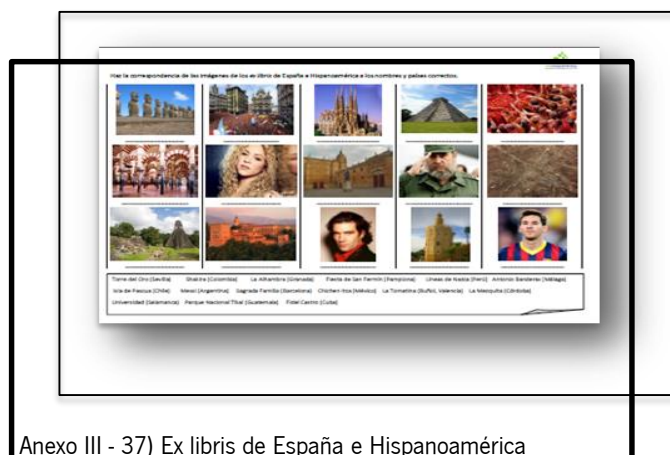 Haz la correspondencia de las imágenes de los ex libris de España e Hispanoamérica a los nombres y países correctos.
Torre del Oro (Sevilla) Shakira (Colombia) La Alhambra (Granada) Fiesta de San Fermín (Pamplona) Líneas de Nazca (Perú) Antonio Banderas (Málaga)
Isla de Pascua (Chile) Messi (Argentina) Sagrada Familia (Barcelona) Chichen Itza (México) La Tomatina (Buñol, Valencia) La Mezquita (Córdoba)
Universidad (Salamanca) Parque Nacional Tikal (Guatemala) Fidel Castro (Cuba)
Anexo III - 37) Ex libris de España e Hispanoamérica